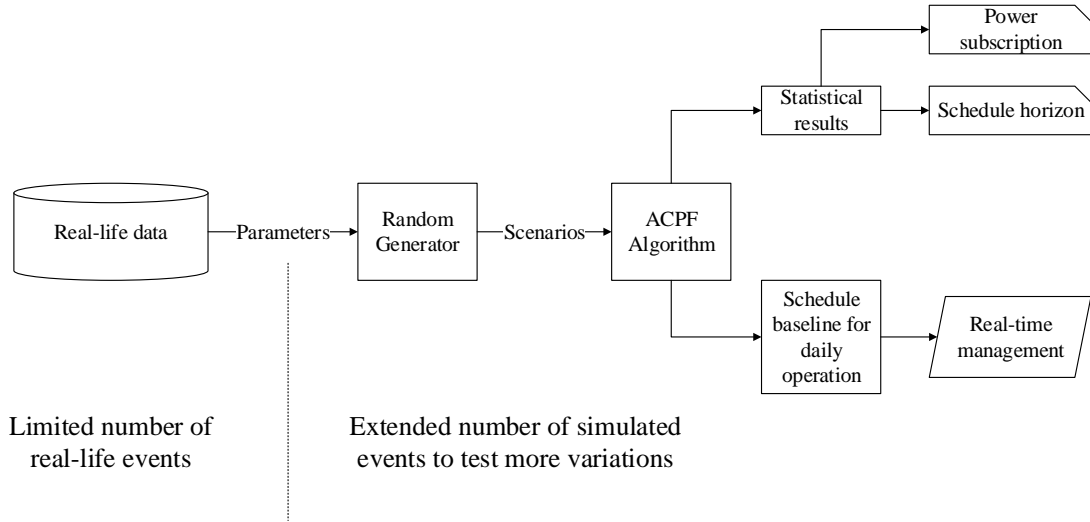 Power
subscription
Statistical
results
Schedule horizon
Real-life data
Parameters
Random
Generator
Scenarios
ACPF
Algorithm
Schedule
baseline for
daily
operation
Real-time
management
Limited number of
real-life events
Extended number of simulated
events to test more variations